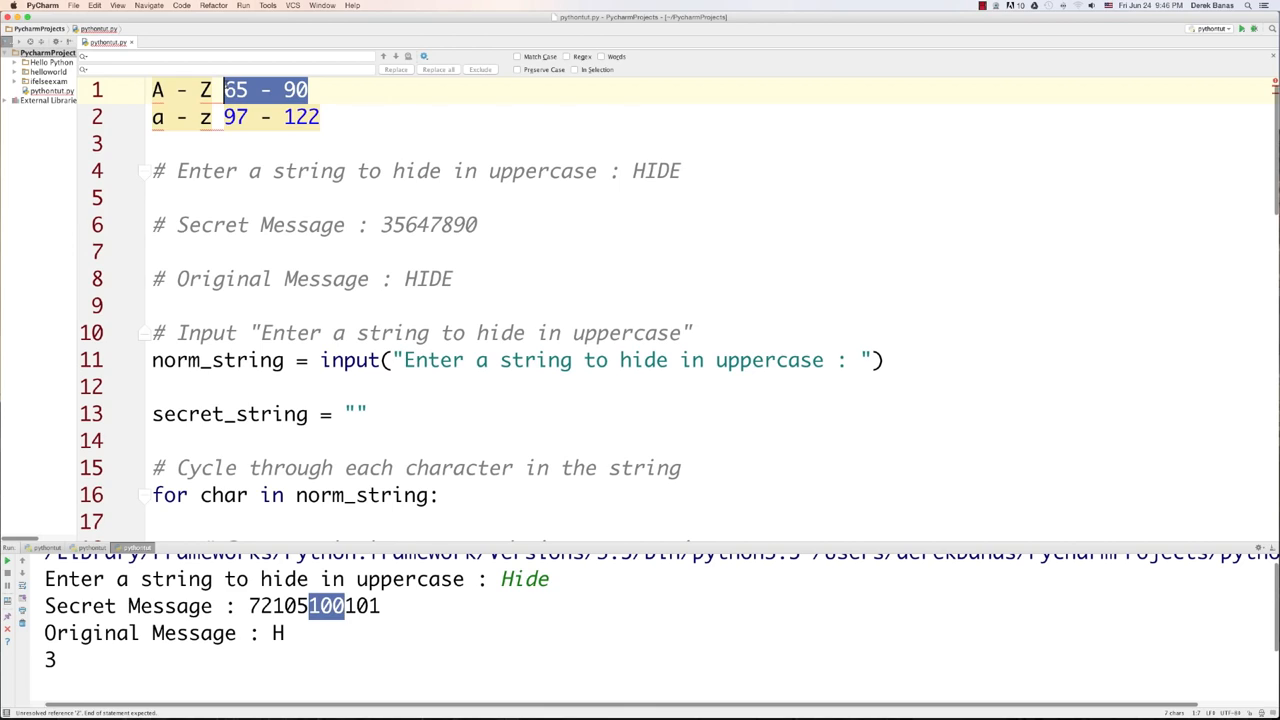 PyCharm File Edit View Navigate Code Refactor Run Tools VCS Window Help
Fri Jun 24 9:46 PM Derek Banas
pythontut.py - PycharmProjects - [~/PycharmProjects]
PycharmProjects pythontut.py
pythontut
pythontut.py ×
PycharmProject
Hello Python
helloworld
ifelseexam
pythontut.py
External Librarie
Match Case Regex Words
Replace Replace all Exclude Preserve Case In Selection
1 A - Z 65 - 90
2 a - z 97 - 122
3
4 # Enter a string to hide in uppercase : HIDE
5
6 # Secret Message : 35647890
7
8 # Original Message : HIDE
9
10 # Input "Enter a string to hide in uppercase"
11 norm_string = input("Enter a string to hide in uppercase : ")
12
13 secret_string = ""
14
15 # Cycle through each character in the string
16 for char in norm_string:
17
Run: pythontut pythontut pythontut
/Library/Frameworks/Python.framework/Versions/3.5/bin/python3.5 /Users/derekbanas/PycharmProjects/pytho
Enter a string to hide in uppercase : Hide
Secret Message : 72105100101
Original Message : H
3
Unresolved reference 'Z'. End of statement expected.
7 chars 1:7 LF÷ UTF-8÷